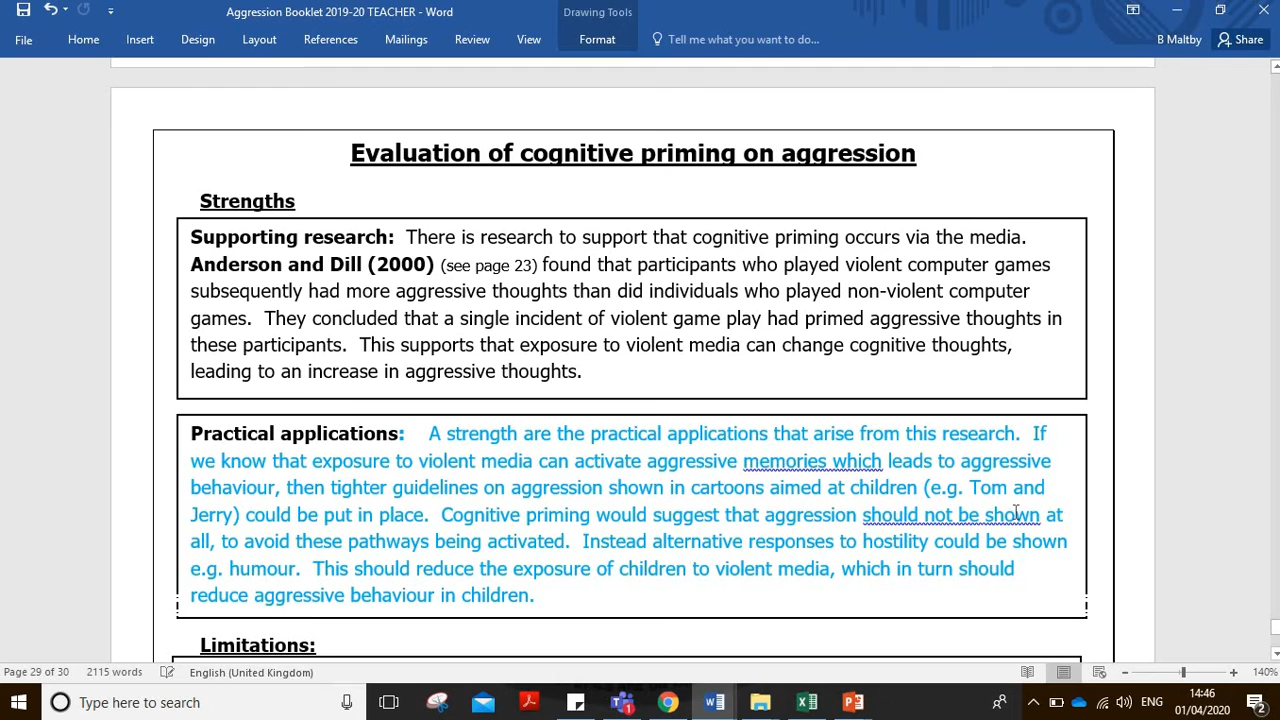 Aggression Booklet 2019-20 TEACHER - Word
Drawing Tools
File Home Insert Design Layout References Mailings Review View Format Tell me what you want to do... B Maltby Share
Evaluation of cognitive priming on aggression
Strengths
Supporting research: There is research to support that cognitive priming occurs via the media.
Anderson and Dill (2000) (see page 23) found that participants who played violent computer games
subsequently had more aggressive thoughts than did individuals who played non-violent computer
games. They concluded that a single incident of violent game play had primed aggressive thoughts in
these participants. This supports that exposure to violent media can change cognitive thoughts,
leading to an increase in aggressive thoughts.
Practical applications: A strength are the practical applications that arise from this research. If
we know that exposure to violent media can activate aggressive memories which leads to aggressive
behaviour, then tighter guidelines on aggression shown in cartoons aimed at children (e.g. Tom and
Jerry) could be put in place. Cognitive priming would suggest that aggression should not be shown at
all, to avoid these pathways being activated. Instead alternative responses to hostility could be shown
e.g. humour. This should reduce the exposure of children to violent media, which in turn should
reduce aggressive behaviour in children.
Limitations:
Page 29 of 30 2115 words English (United Kingdom) 140%
Type here to search 1 ENG 14:46
01/04/2020 2